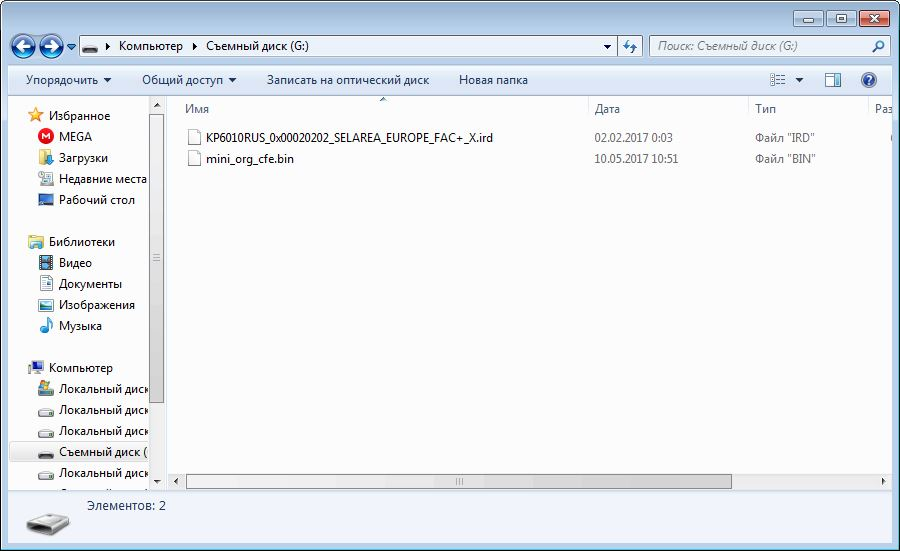 Компьютер Съемный диск (G:)
Поиск: Съемный диск (G:)
Упорядочить Общий доступ Записать на оптический диск Новая папка
Избранное
MEGA
Загрузки
Недавние места
Рабочий стол
Библиотеки
Видео
Документы
Изображения
Музыка
Компьютер
Локальный диск
Локальный диск
Локальный диск
Съемный диск (
Локальный диск
Имя Дата Тип Раз
KP6010RUS_0x00020202_SELAREA_EUROPE_FAC+_X.ird 02.02.2017 0:03 Файл "IRD"
mini_org_cfe.bin 10.05.2017 10:51 Файл "BIN"
Элементов: 2